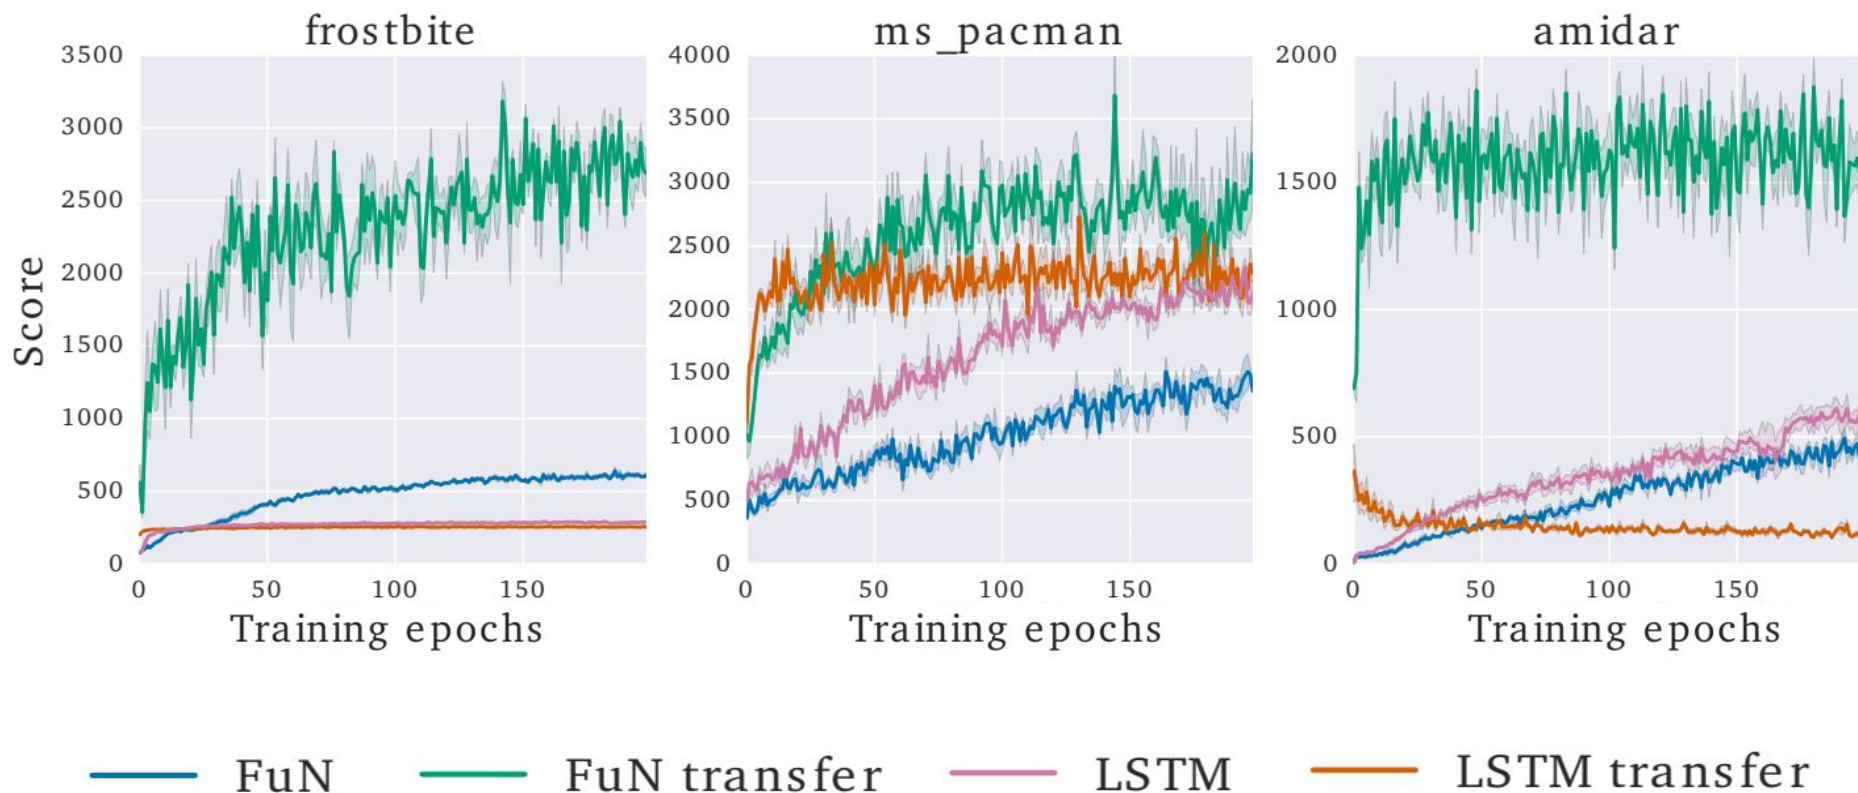 frostbite ms_pacman amidar
3500 4000 2000
3000 3500
2500 3000 1500
2000 2500
Score
2000 1000
1500 1500
1000 1000 500
500 500
0 0 0
0 50 100 150 0 50 100 150 0 50 100 150
Training epochs Training epochs Training epochs
FuN FuN transfer LSTM LSTM transfer